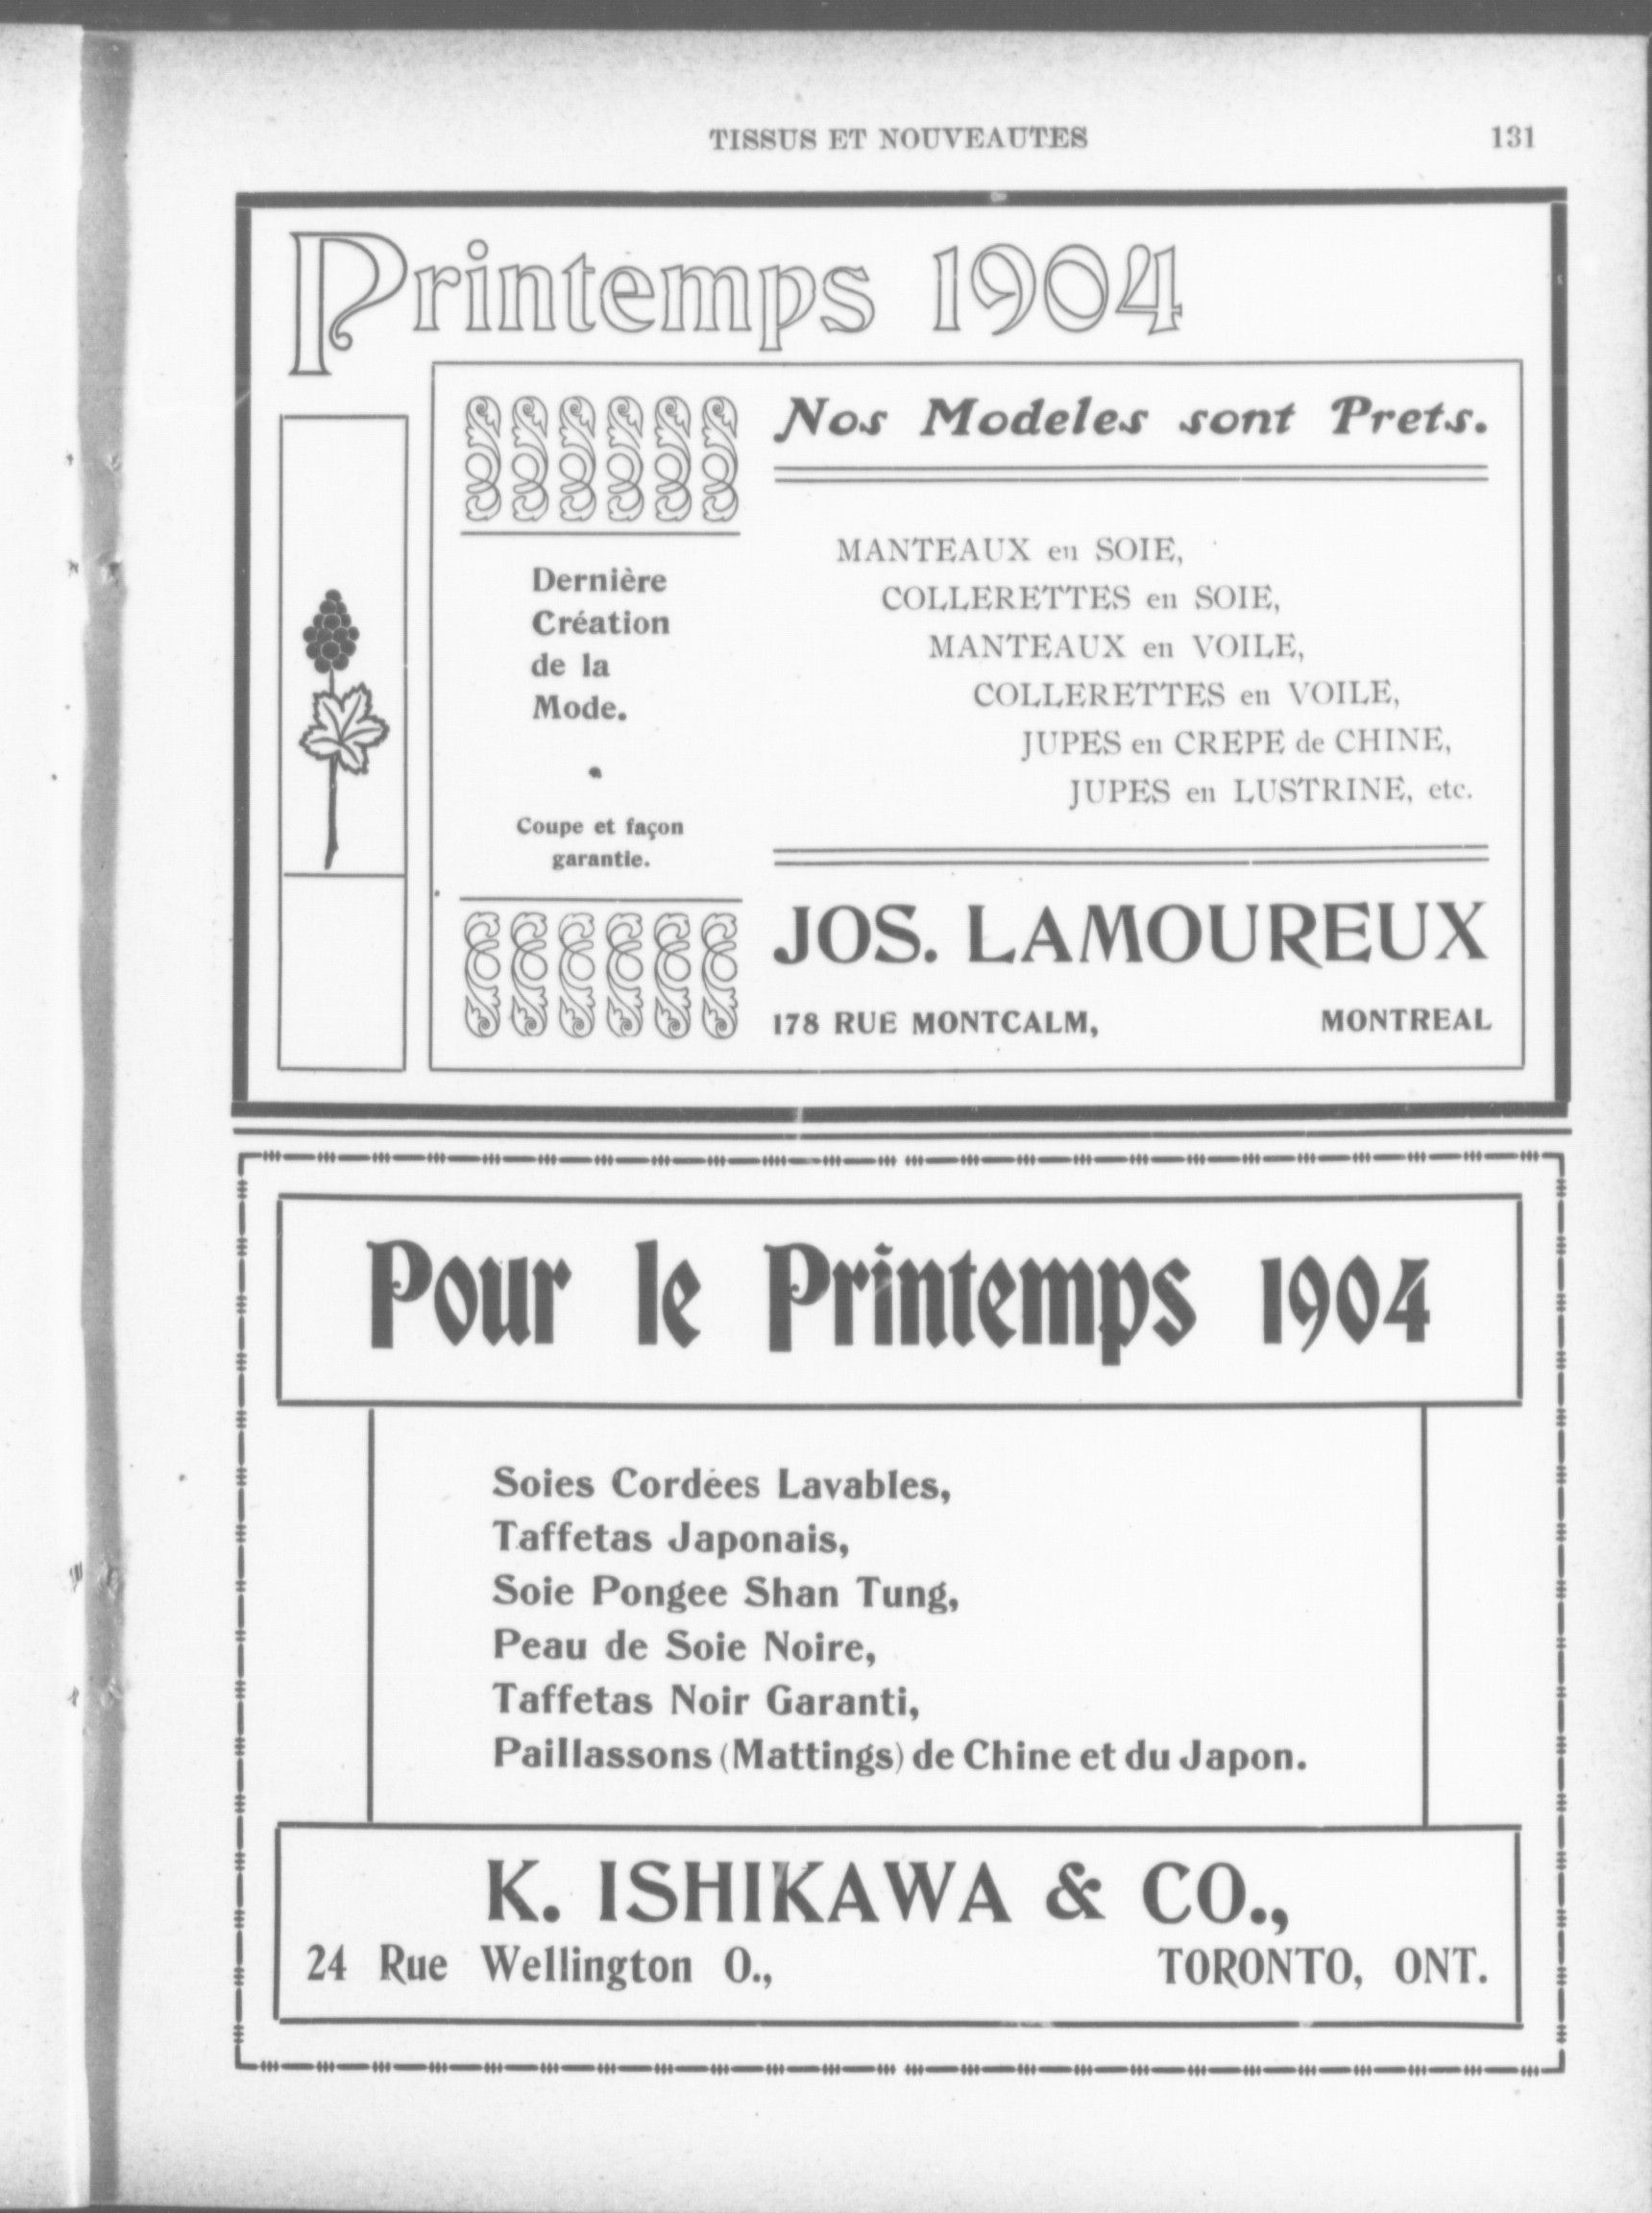 TISSUS ET NOUVEAUTES 131
Printemps 1904
Nos Modeles sont Prets.
Dernière
Création
de la
Mode.
Coupe et façon
garantie.
MANTEAUX en SOIE,
COLLERETTES en SOIE,
MANTEAUX en VOILE,
COLLERETTES en VOILE,
JUPES en CREPE de CHINE,
JUPES en LUSTRINE, etc.
JOS. LAMOUREUX
178 RUE MONTCALM, MONTREAL
Pour le Printemps 1904
Soies Cordées Lavables,
Taffetas Japonais,
Soie Pongee Shan Tung,
Peau de Soie Noire,
Taffetas Noir Garanti,
Paillassons (Mattings) de Chine et du Japon.
K. ISHIKAWA & CO.,
24 Rue Wellington O., TORONTO, ONT.